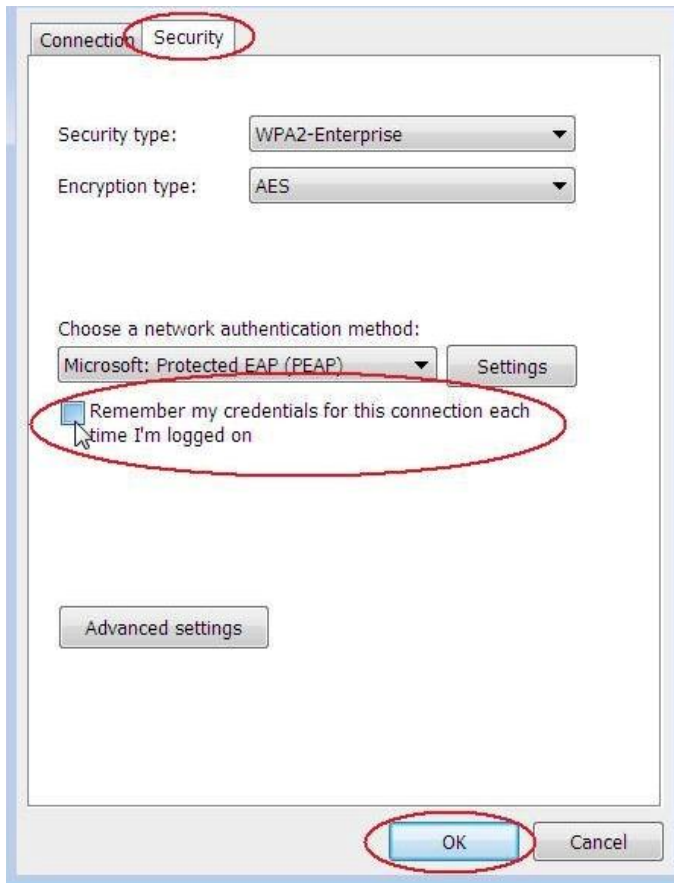 Connection Security
Security type: WPA2-Enterprise
Encryption type: AES
Choose a network authentication method:
Microsoft: Protected EAP (PEAP) Settings
Remember my credentials for this connection each
time I'm logged on
Advanced settings
OK Cancel